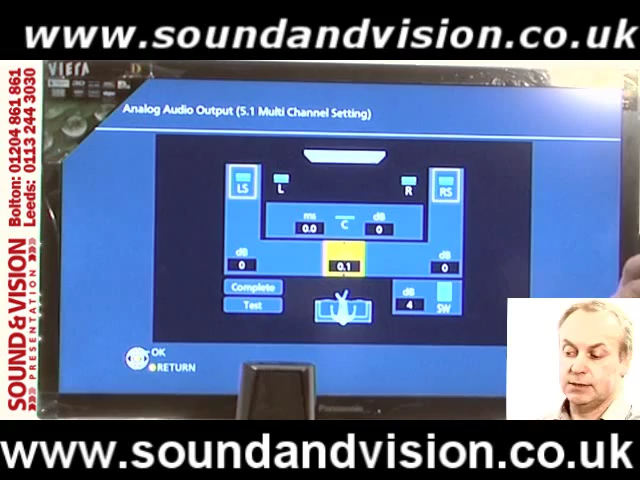 www.soundandvision.co.uk
VIERA
Bolton: 01204 861 861
Leeds: 0113 244 3030
SOUND & VISION
PRESENTATION
Analog Audio Output (5.1 Multi Channel Setting)
LS L R RS
ms C dB
0.0 0
dB dB
0 0.1 0
Complete
Test
dB
4 SW
OK
RETURN
Panasonic
www.soundandvision.co.uk